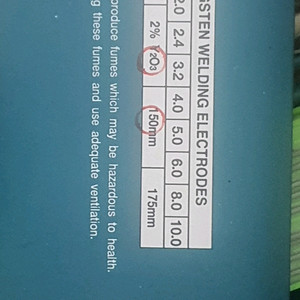 GSTEN WELDING ELECTRODES
2.0 2.4 3.2 4.0 5.0 6.0 8.0 10.0
2% Y2O3 150mm 175mm
produce fumes which may be hazardous to health.
these fumes and use adequate ventilation.